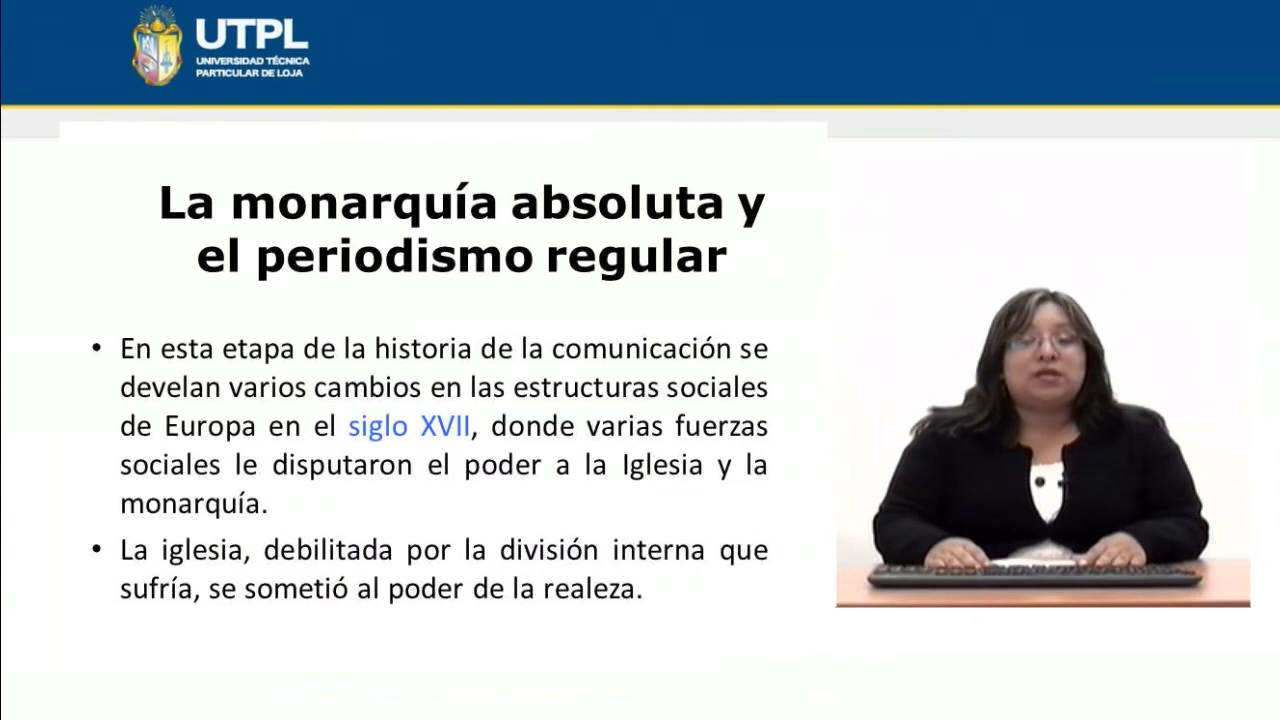 UTPL
UNIVERSIDAD TÉCNICA
PARTICULAR DE LOJA
La monarquía absoluta y
el periodismo regular
• En esta etapa de la historia de la comunicación se
develan varios cambios en las estructuras sociales
de Europa en el siglo XVII, donde varias fuerzas
sociales le disputaron el poder a la Iglesia y la
monarquía.
• La iglesia, debilitada por la división interna que
sufría, se sometió al poder de la realeza.